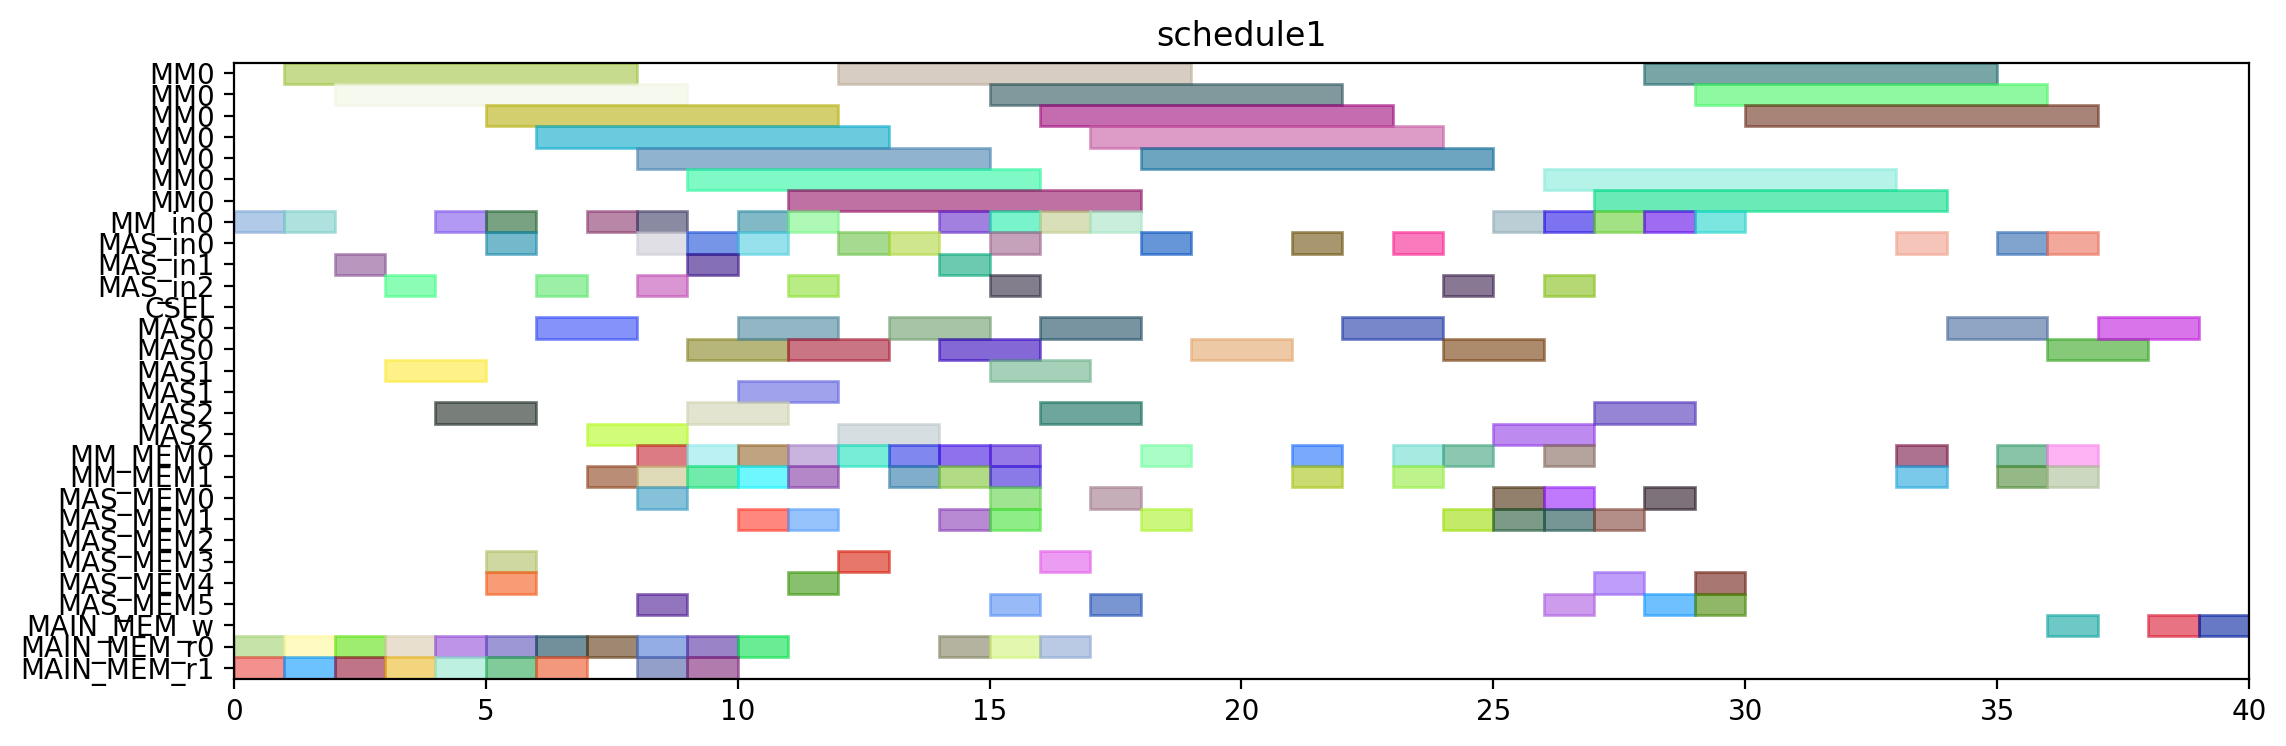 schedule1
MM0
MM0
MM0
MM0
MM0
MM0
MM0
MM_in0
MAS_in0
MAS_in1
MAS_in2
CSEL
MAS0
MAS0
MAS1
MAS1
MAS2
MAS2
MM_MEM0
MM_MEM1
MAS_MEM0
MAS_MEM1
MAS_MEM2
MAS_MEM3
MAS_MEM4
MAS_MEM5
MAIN_MEM_w
MAIN_MEM_r0
MAIN_MEM_r1
0 5 10 15 20 25 30 35 40